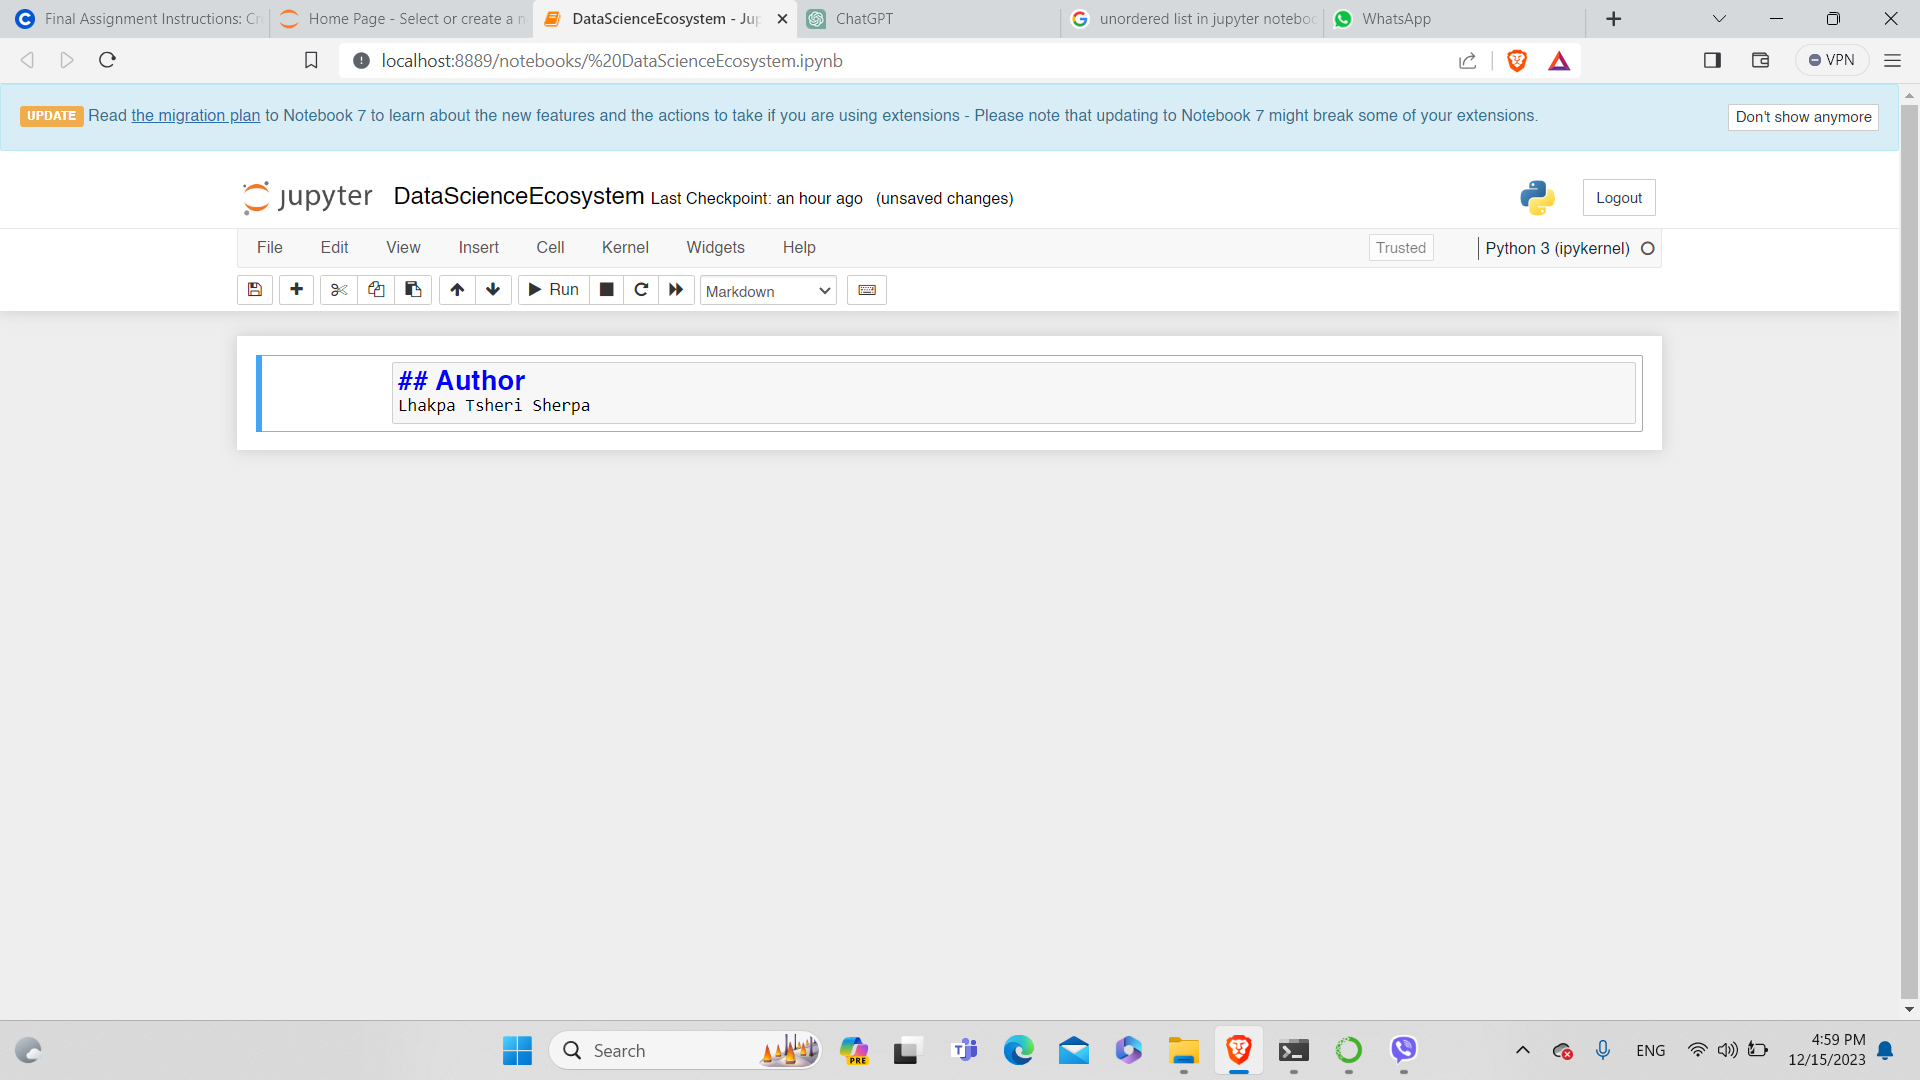 Final Assignment Instructions: Cr
Home Page - Select or create a n
DataScienceEcosystem - Jup
ChatGPT
unordered list in jupyter noteboo
WhatsApp
localhost:8889/notebooks/%20DataScienceEcosystem.ipynb
VPN
UPDATE Read the migration plan to Notebook 7 to learn about the new features and the actions to take if you are using extensions - Please note that updating to Notebook 7 might break some of your extensions.
Don't show anymore
jupyter DataScienceEcosystem Last Checkpoint: an hour ago (unsaved changes)
Logout
File Edit View Insert Cell Kernel Widgets Help
Trusted
Python 3 (ipykernel)
Run
Markdown
## Author
Lhakpa Tsheri Sherpa
Search
PRE
ENG
4:59 PM
12/15/2023